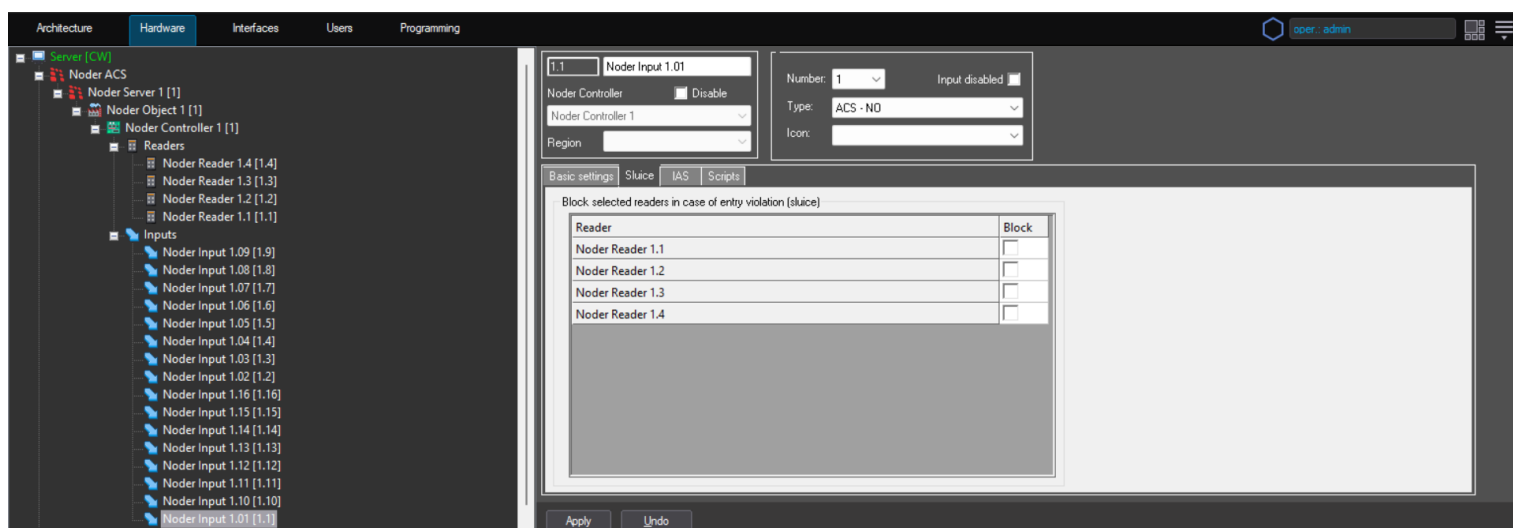 Architecture Hardware Interfaces Users Programming oper.: admin
Server [CW]
Noder ACS
Noder Server 1 [1]
Noder Object 1 [1]
Noder Controller 1 [1]
Readers
Noder Reader 1.4 [1.4]
Noder Reader 1.3 [1.3]
Noder Reader 1.2 [1.2]
Noder Reader 1.1 [1.1]
Inputs
Noder Input 1.09 [1.9]
Noder Input 1.08 [1.8]
Noder Input 1.07 [1.7]
Noder Input 1.06 [1.6]
Noder Input 1.05 [1.5]
Noder Input 1.04 [1.4]
Noder Input 1.03 [1.3]
Noder Input 1.02 [1.2]
Noder Input 1.16 [1.16]
Noder Input 1.15 [1.15]
Noder Input 1.14 [1.14]
Noder Input 1.13 [1.13]
Noder Input 1.12 [1.12]
Noder Input 1.11 [1.11]
Noder Input 1.10 [1.10]
Noder Input 1.01 [1.1]
1.1 Noder Input 1.01
Noder Controller Disable
Noder Controller 1
Region
Number: 1 Input disabled
Type: ACS - NO
Icon:
Basic settings Sluice IAS Scripts
Block selected readers in case of entry violation (sluice)
Reader Block
Noder Reader 1.1
Noder Reader 1.2
Noder Reader 1.3
Noder Reader 1.4
Apply Undo